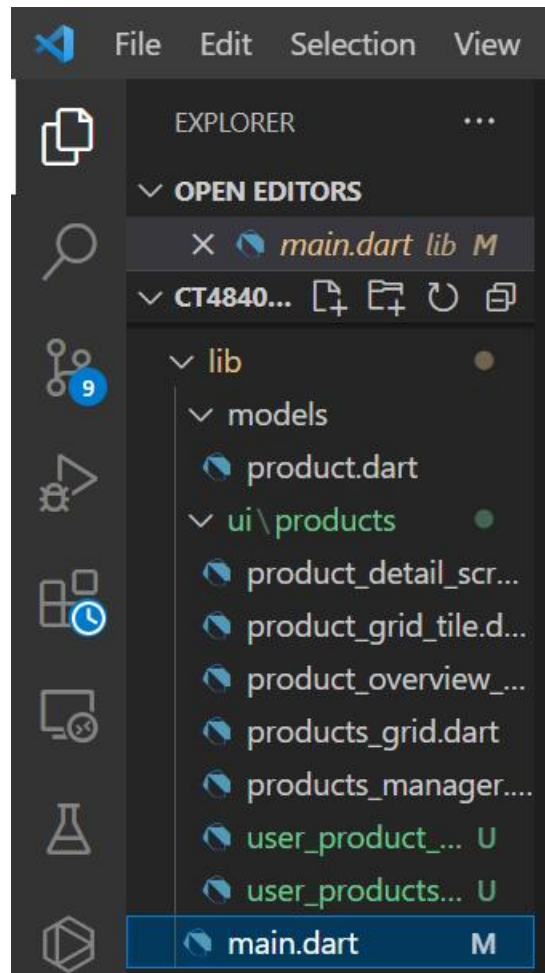 File Edit Selection View
EXPLORER ...
OPEN EDITORS
main.dart lib M
CT4840...
lib
9
models
product.dart
ui\products
product_detail_scr...
product_grid_tile.d...
product_overview_...
products_grid.dart
products_manager....
user_product_... U
user_products... U
main.dart M